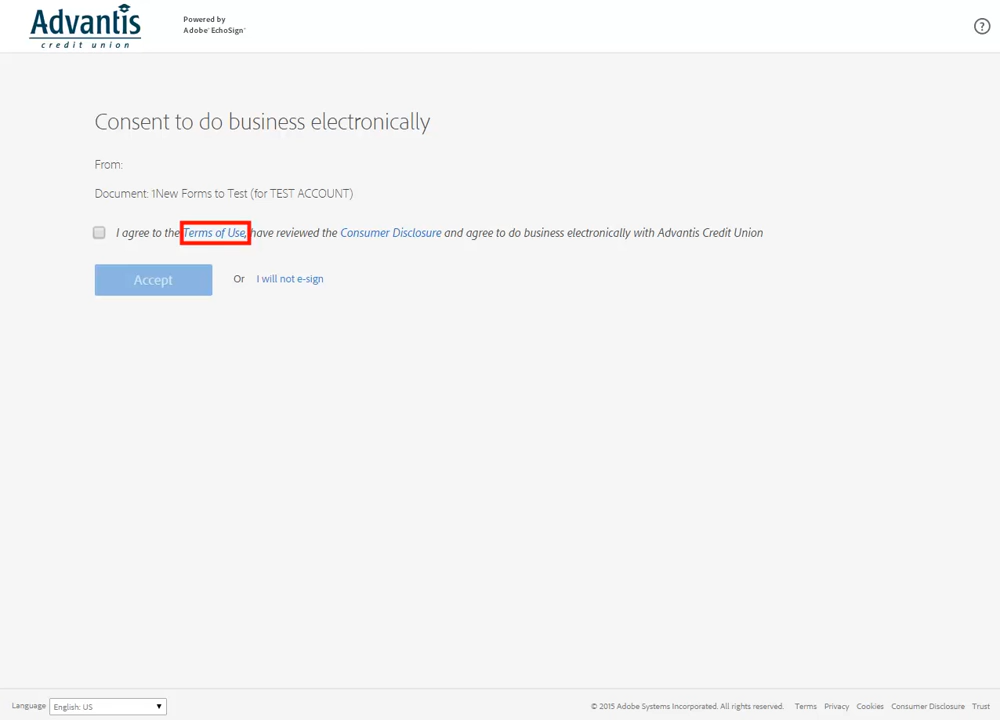 Advantis
credit union
Powered by
Adobe® EchoSign™
?
Consent to do business electronically
From:
Document: 1New Forms to Test (for TEST ACCOUNT)
I agree to the Terms of Use, have reviewed the Consumer Disclosure and agree to do business electronically with Advantis Credit Union
Accept Or I will not e-sign
Language English: US © 2015 Adobe Systems Incorporated. All rights reserved. Terms Privacy Cookies Consumer Disclosure Trust